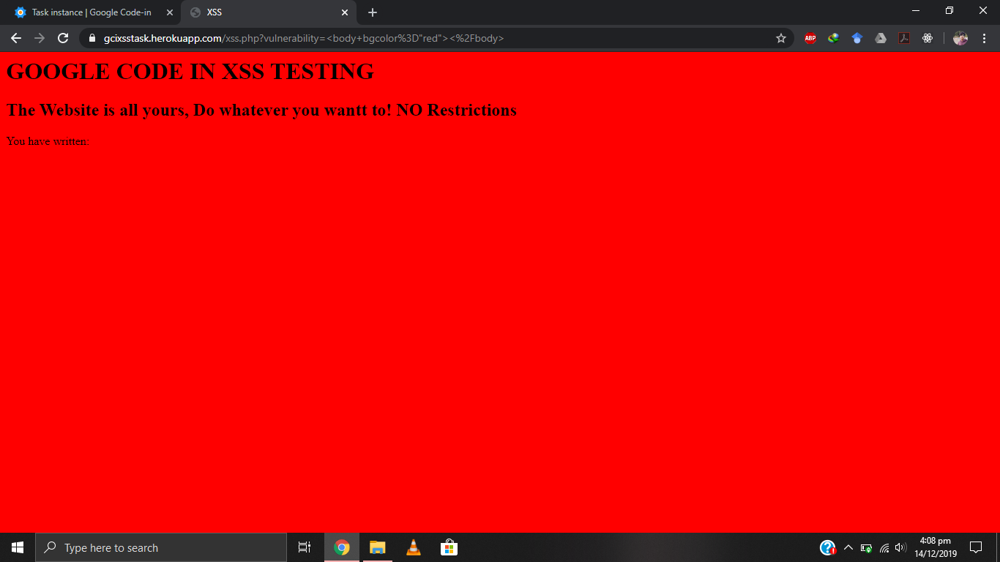 Task instance | Google Code-in
XSS
gcixsstask.herokuapp.com/xss.php?vulnerability=<body+bgcolor%3D"red"><%2Fbody>
ABP
GOOGLE CODE IN XSS TESTING
The Website is all yours, Do whatever you wantt to! NO Restrictions
You have written:
Type here to search
4:08 pm
14/12/2019